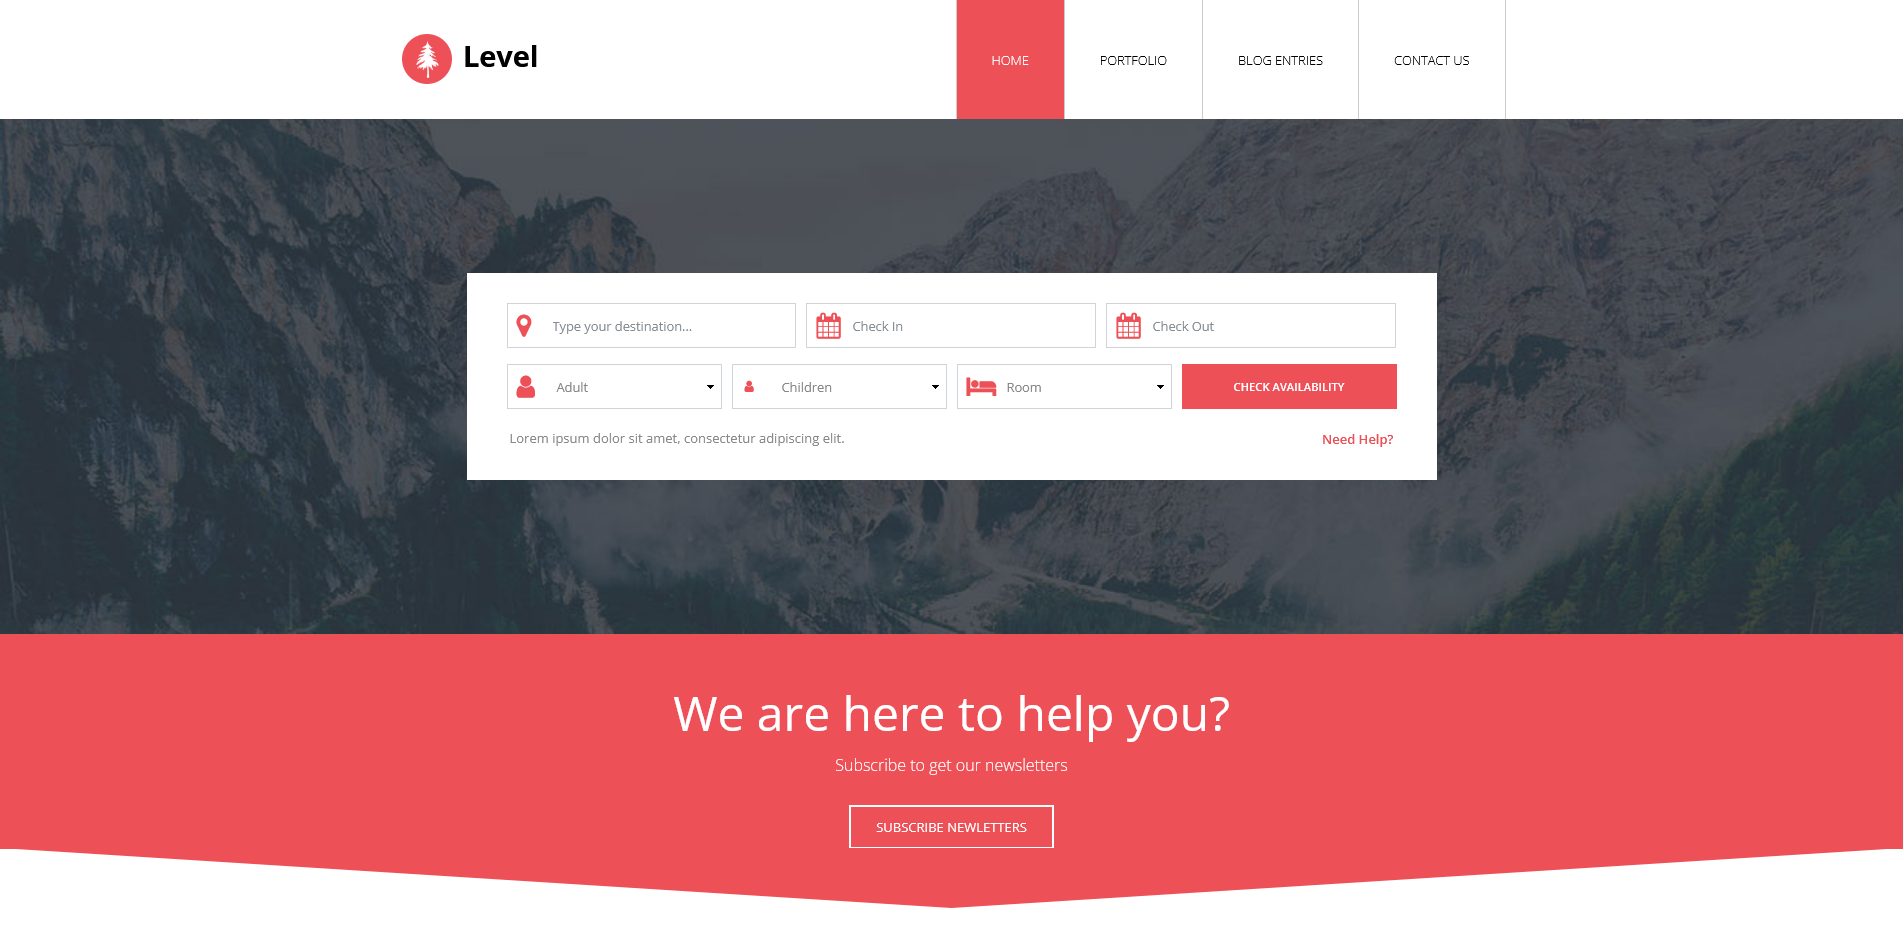 Level
HOME
PORTFOLIO
BLOG ENTRIES
CONTACT US
Type your destination...
Check In
Check Out
Adult
Children
Room
CHECK AVAILABILITY
Lorem ipsum dolor sit amet, consectetur adipiscing elit.
Need Help?
We are here to help you?
Subscribe to get our newsletters
SUBSCRIBE NEWLETTERS